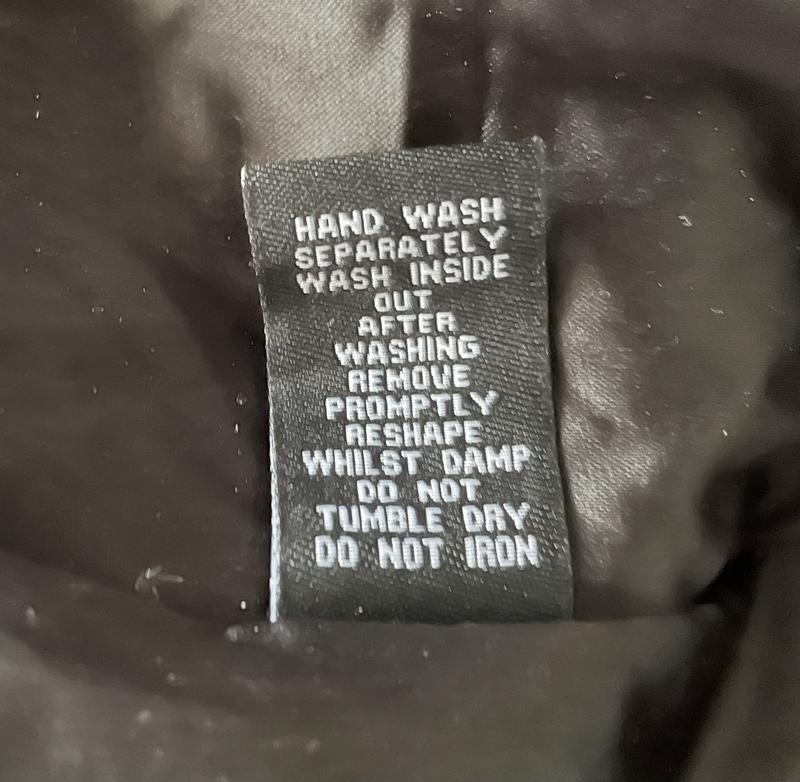 HAND WASH
SEPARATELY
WASH INSIDE
OUT
AFTER
WASHING
REMOVE
PROMPTLY
RESHAPE
WHILST DAMP
DO NOT
TUMBLE DRY
DO NOT IRON